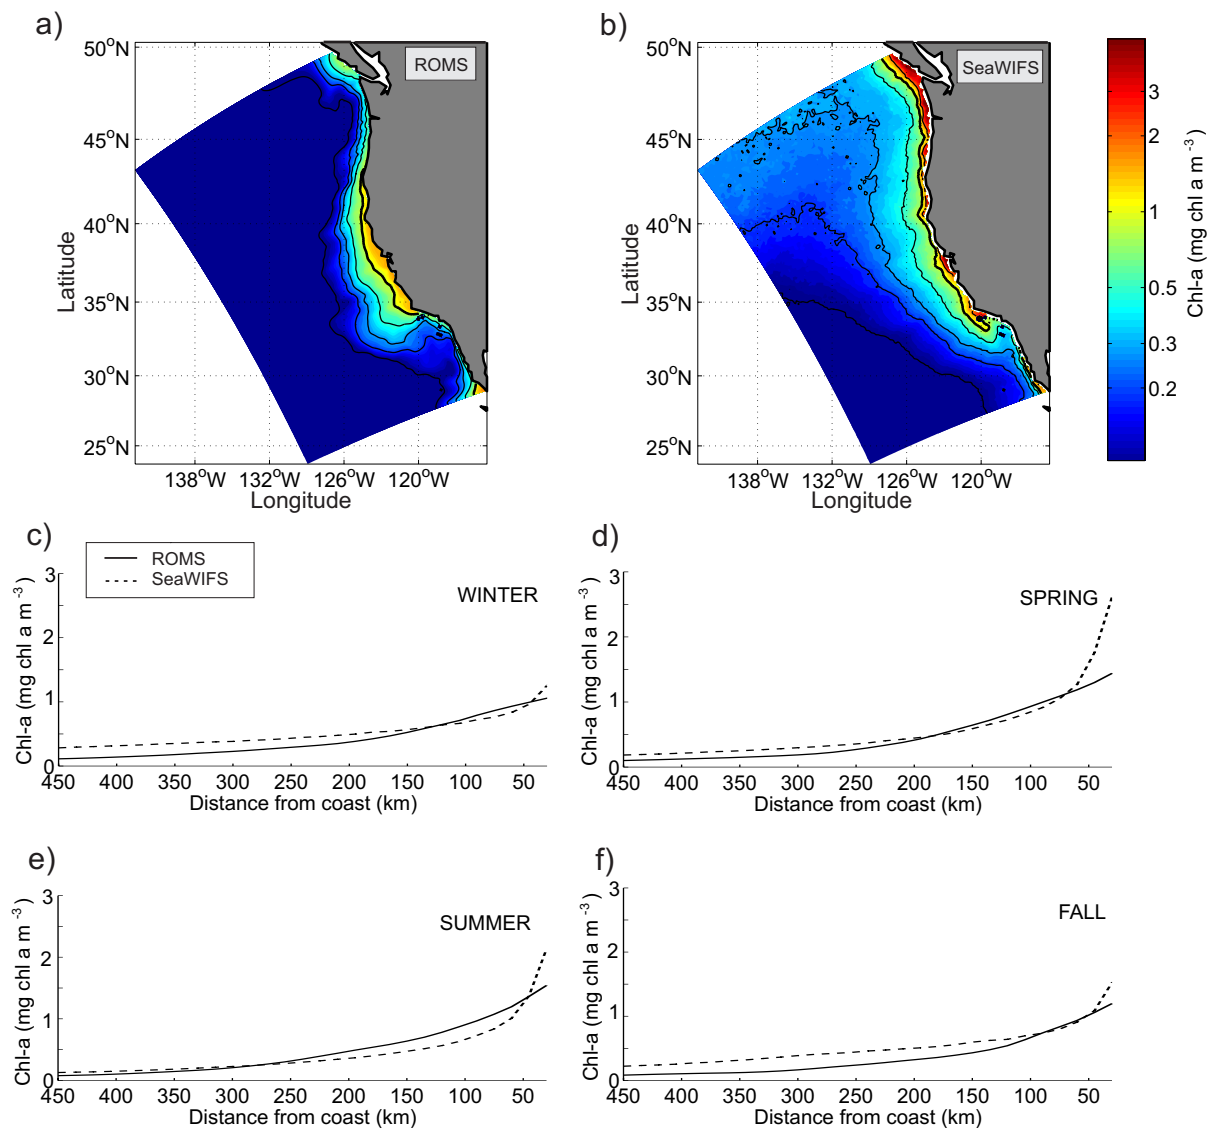 a)
ROMS
50°N
45°N
40°N
35°N
30°N
25°N
Latitude
138°W 132°W 126°W 120°W
Longitude
b)
SeaWIFS
50°N
45°N
40°N
35°N
30°N
25°N
Latitude
138°W 132°W 126°W 120°W
Longitude
3
2
1
0.5
0.3
0.2
Chl-a (mg chl a m⁻³)
c)
ROMS
SeaWIFS
WINTER
3
2
1
0
Chl-a (mg chl a m⁻³)
450 400 350 300 250 200 150 100 50
Distance from coast (km)
d)
SPRING
3
2
1
0
Chl-a (mg chl a m⁻³)
450 400 350 300 250 200 150 100 50
Distance from coast (km)
e)
SUMMER
3
2
1
0
Chl-a (mg chl a m⁻³)
450 400 350 300 250 200 150 100 50
Distance from coast (km)
f)
FALL
3
2
1
0
Chl-a (mg chl a m⁻³)
450 400 350 300 250 200 150 100 50
Distance from coast (km)